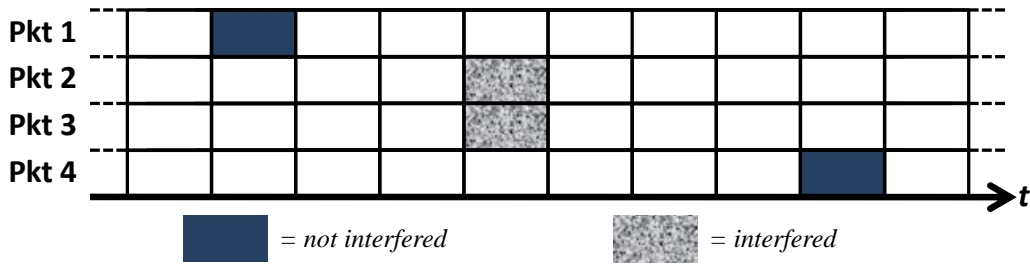 Pkt 1
Pkt 2
Pkt 3
Pkt 4
t
= not interfered
= interfered